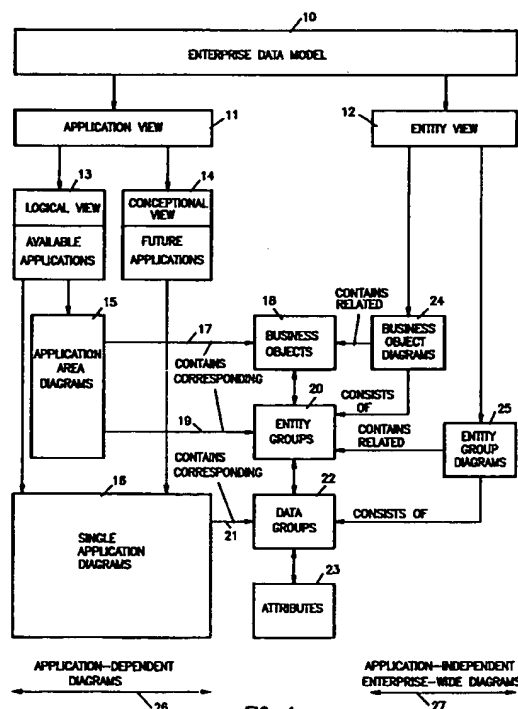 10
ENTERPRISE DATA MODEL
11
APPLICATION VIEW
12
ENTITY VIEW
13
LOGICAL VIEW
AVAILABLE
APPLICATIONS
14
CONCEPTIONAL
VIEW
FUTURE
APPLICATIONS
15
APPLICATION
AREA
DIAGRAMS
17
CONTAINS
CORRESPONDING
18
BUSINESS
OBJECTS
CONTAINS
RELATED
24
BUSINESS
OBJECT
DIAGRAMS
CONSISTS
OF
19
20
ENTITY
GROUPS
CONTAINS
RELATED
25
ENTITY
GROUP
DIAGRAMS
CONTAINS
CORRESPONDING
16
SINGLE
APPLICATION
DIAGRAMS
21
22
DATA
GROUPS
CONSISTS OF
23
ATTRIBUTES
APPLICATION-DEPENDENT
DIAGRAMS
26
APPLICATION-INDEPENDENT
ENTERPRISE-WIDE DIAGRAMS
27